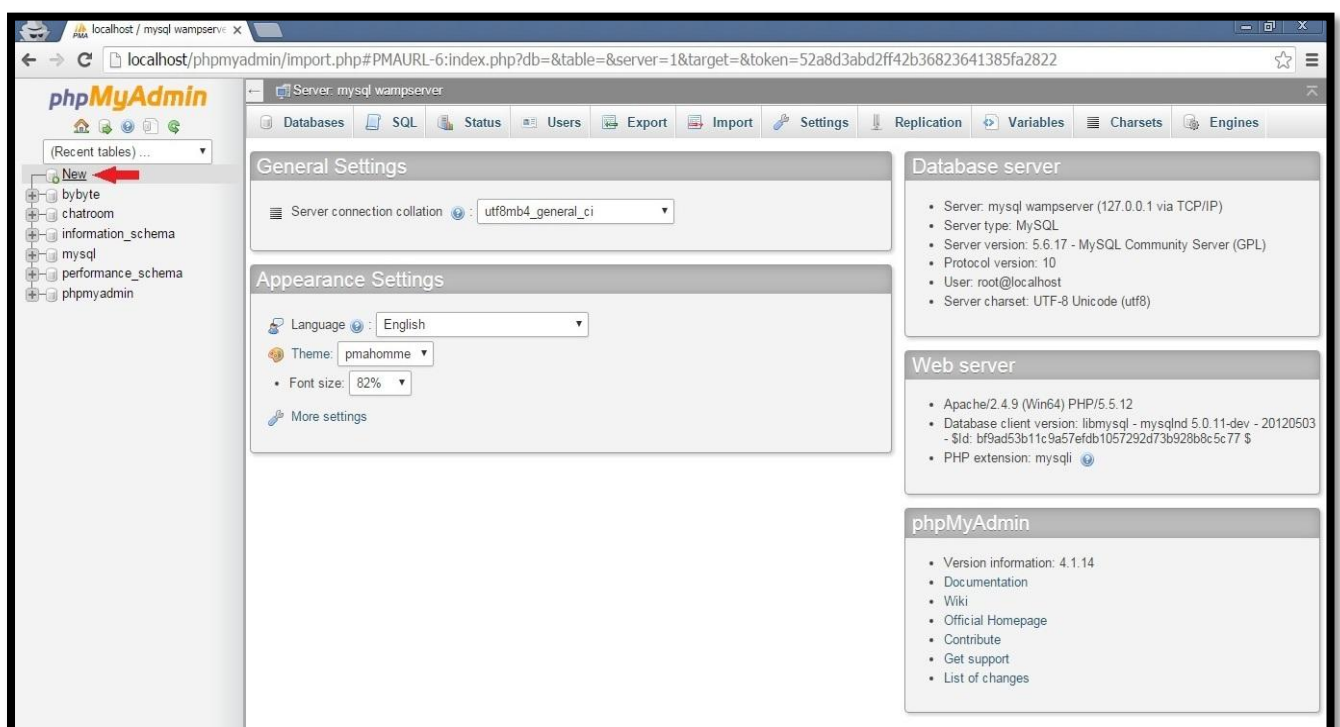 localhost / mysql wampserve
localhost/phpmyadmin/import.php#PMAURL-6:index.php?db=&table=&server=1&target=&token=52a8d3abd2ff42b36823641385fa2822
phpMyAdmin
(Recent tables) ...
New
bybyte
chatroom
information_schema
mysql
performance_schema
phpmyadmin
Server: mysql wampserver
Databases SQL Status Users Export Import Settings Replication Variables Charsets Engines
General Settings
Server connection collation : utf8mb4_general_ci
Appearance Settings
Language : English
Theme: pmahomme
• Font size: 82%
More settings
Database server
• Server: mysql wampserver (127.0.0.1 via TCP/IP)
• Server type: MySQL
• Server version: 5.6.17 - MySQL Community Server (GPL)
• Protocol version: 10
• User: root@localhost
• Server charset: UTF-8 Unicode (utf8)
Web server
• Apache/2.4.9 (Win64) PHP/5.5.12
• Database client version: libmysql - mysqlnd 5.0.11-dev - 20120503
- $Id: bf9ad53b11c9a57efdb1057292d73b928b8c5c77 $
• PHP extension: mysqli
phpMyAdmin
• Version information: 4.1.14
• Documentation
• Wiki
• Official Homepage
• Contribute
• Get support
• List of changes